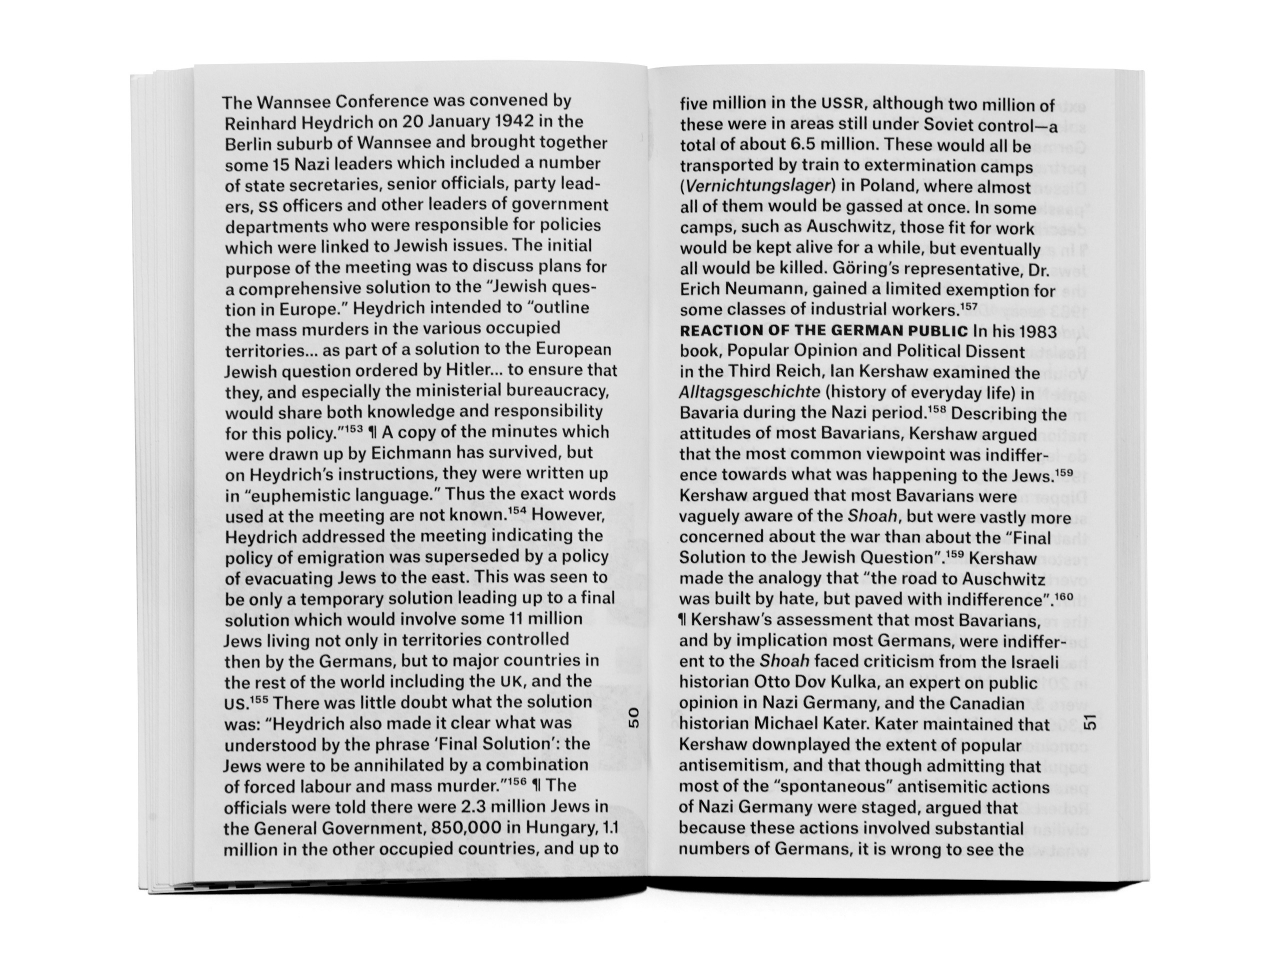 The Wannsee Conference was convened by
Reinhard Heydrich on 20 January 1942 in the
Berlin suburb of Wannsee and brought together
some 15 Nazi leaders which included a number
of state secretaries, senior officials, party lead-
ers, SS officers and other leaders of government
departments who were responsible for policies
which were linked to Jewish issues. The initial
purpose of the meeting was to discuss plans for
a comprehensive solution to the “Jewish ques-
tion in Europe.” Heydrich intended to “outline
the mass murders in the various occupied
territories... as part of a solution to the European
Jewish question ordered by Hitler... to ensure that
they, and especially the ministerial bureaucracy,
would share both knowledge and responsibility
for this policy.”¹⁵³ ¶ A copy of the minutes which
were drawn up by Eichmann has survived, but
on Heydrich’s instructions, they were written up
in “euphemistic language.” Thus the exact words
used at the meeting are not known.¹⁵⁴ However,
Heydrich addressed the meeting indicating the
policy of emigration was superseded by a policy
of evacuating Jews to the east. This was seen to
be only a temporary solution leading up to a final
solution which would involve some 11 million
Jews living not only in territories controlled
then by the Germans, but to major countries in
the rest of the world including the UK, and the
US.¹⁵⁵ There was little doubt what the solution
was: “Heydrich also made it clear what was
understood by the phrase ‘Final Solution’: the
Jews were to be annihilated by a combination
of forced labour and mass murder.”¹⁵⁶ ¶ The
officials were told there were 2.3 million Jews in
the General Government, 850,000 in Hungary, 1.1
million in the other occupied countries, and up to
50
five million in the USSR, although two million of
these were in areas still under Soviet control—a
total of about 6.5 million. These would all be
transported by train to extermination camps
(Vernichtungslager) in Poland, where almost
all of them would be gassed at once. In some
camps, such as Auschwitz, those fit for work
would be kept alive for a while, but eventually
all would be killed. Göring’s representative, Dr.
Erich Neumann, gained a limited exemption for
some classes of industrial workers.¹⁵⁷
REACTION OF THE GERMAN PUBLIC In his 1983
book, Popular Opinion and Political Dissent
in the Third Reich, Ian Kershaw examined the
Alltagsgeschichte (history of everyday life) in
Bavaria during the Nazi period.¹⁵⁸ Describing the
attitudes of most Bavarians, Kershaw argued
that the most common viewpoint was indiffer-
ence towards what was happening to the Jews.¹⁵⁹
Kershaw argued that most Bavarians were
vaguely aware of the Shoah, but were vastly more
concerned about the war than about the “Final
Solution to the Jewish Question”.¹⁵⁹ Kershaw
made the analogy that “the road to Auschwitz
was built by hate, but paved with indifference”.¹⁶⁰
¶ Kershaw’s assessment that most Bavarians,
and by implication most Germans, were indiffer-
ent to the Shoah faced criticism from the Israeli
historian Otto Dov Kulka, an expert on public
opinion in Nazi Germany, and the Canadian
historian Michael Kater. Kater maintained that
Kershaw downplayed the extent of popular
antisemitism, and that though admitting that
most of the “spontaneous” antisemitic actions
of Nazi Germany were staged, argued that
because these actions involved substantial
numbers of Germans, it is wrong to see the
51